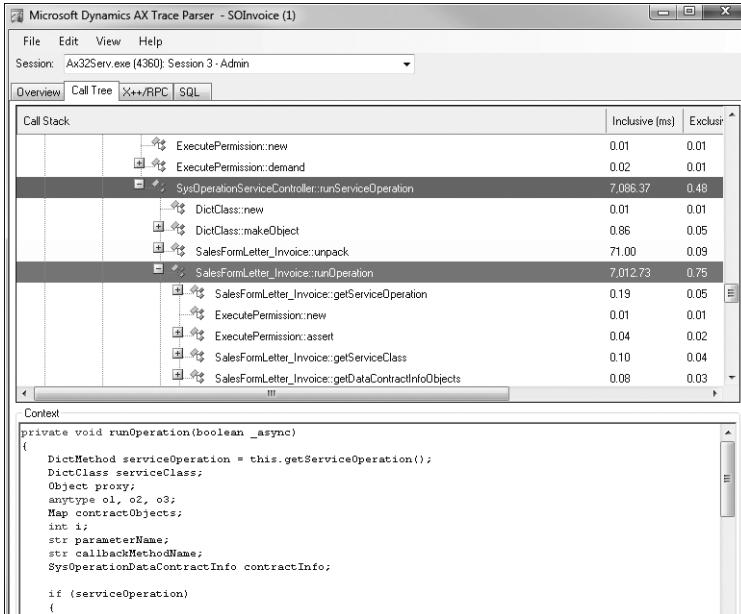 Microsoft Dynamics AX Trace Parser - SOInvoice (1)
File Edit View Help
Session: Ax32Serv.exe (4360): Session 3 - Admin
Overview Call Tree X++/RPC SQL
Call Stack Inclusive (ms) Exclusi
ExecutePermission::new 0.01 0.01
ExecutePermission::demand 0.02 0.01
SysOperationServiceController::runServiceOperation 7,086.37 0.48
DictClass::new 0.01 0.01
DictClass::makeObject 0.86 0.05
SalesFormLetter_Invoice::unpack 71.00 0.09
SalesFormLetter_Invoice::runOperation 7,012.73 0.75
SalesFormLetter_Invoice::getServiceOperation 0.19 0.05
ExecutePermission::new 0.01 0.01
ExecutePermission::assert 0.04 0.02
SalesFormLetter_Invoice::getServiceClass 0.10 0.04
SalesFormLetter_Invoice::getDataContractInfoObjects 0.08 0.03
Context
private void runOperation(boolean _async)
{
DictMethod serviceOperation = this.getServiceOperation();
DictClass serviceClass;
Object proxy;
anytype o1, o2, o3;
Map contractObjects;
int i;
str parameterName;
str callbackMethodName;
SysOperationDataContractInfo contractInfo;
if (serviceOperation)
{